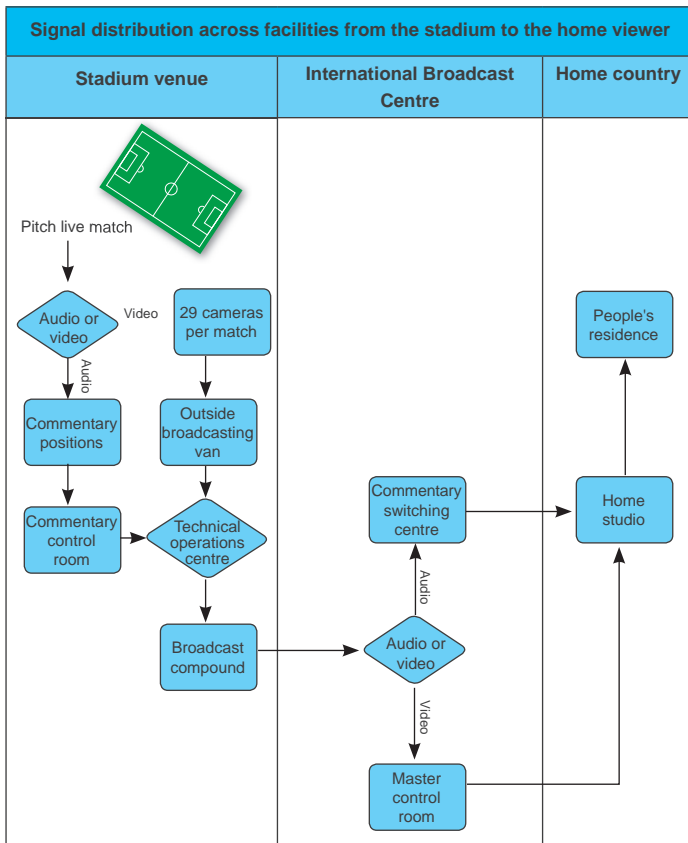 Signal distribution across facilities from the stadium to the home viewer
Stadium venue
International Broadcast
Centre
Home country
Pitch live match
Audio or
video
Video
29 cameras
per match
People's
residence
Audio
Commentary
positions
Outside
broadcasting
van
Commentary
control
room
Technical
operations
centre
Commentary
switching
centre
Home
studio
Audio
Broadcast
compound
Audio or
video
Video
Master
control
room